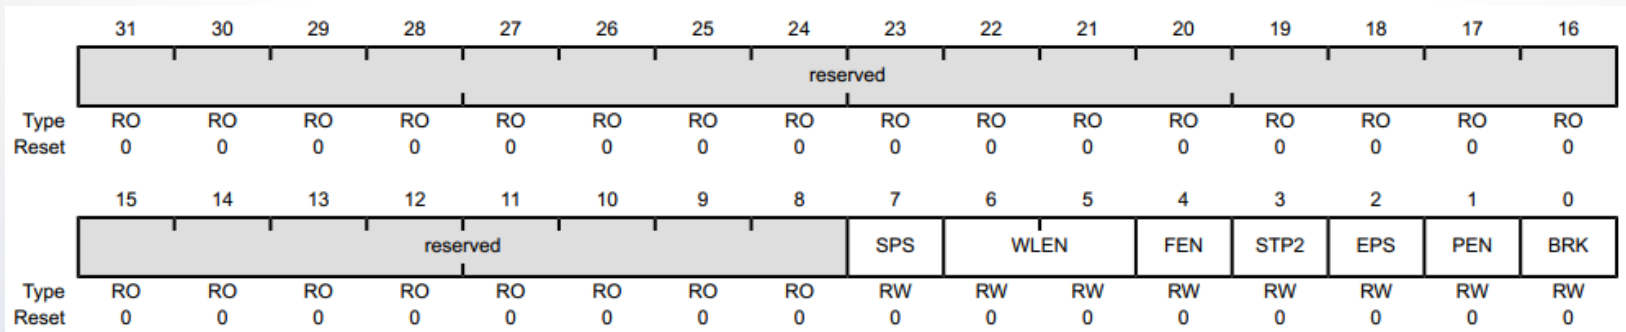 31 30 29 28 27 26 25 24 23 22 21 20 19 18 17 16
reserved
Type RO RO RO RO RO RO RO RO RO RO RO RO RO RO RO RO
Reset 0 0 0 0 0 0 0 0 0 0 0 0 0 0 0 0
15 14 13 12 11 10 9 8 7 6 5 4 3 2 1 0
reserved SPS WLEN FEN STP2 EPS PEN BRK
Type RO RO RO RO RO RO RO RO RW RW RW RW RW RW RW RW
Reset 0 0 0 0 0 0 0 0 0 0 0 0 0 0 0 0